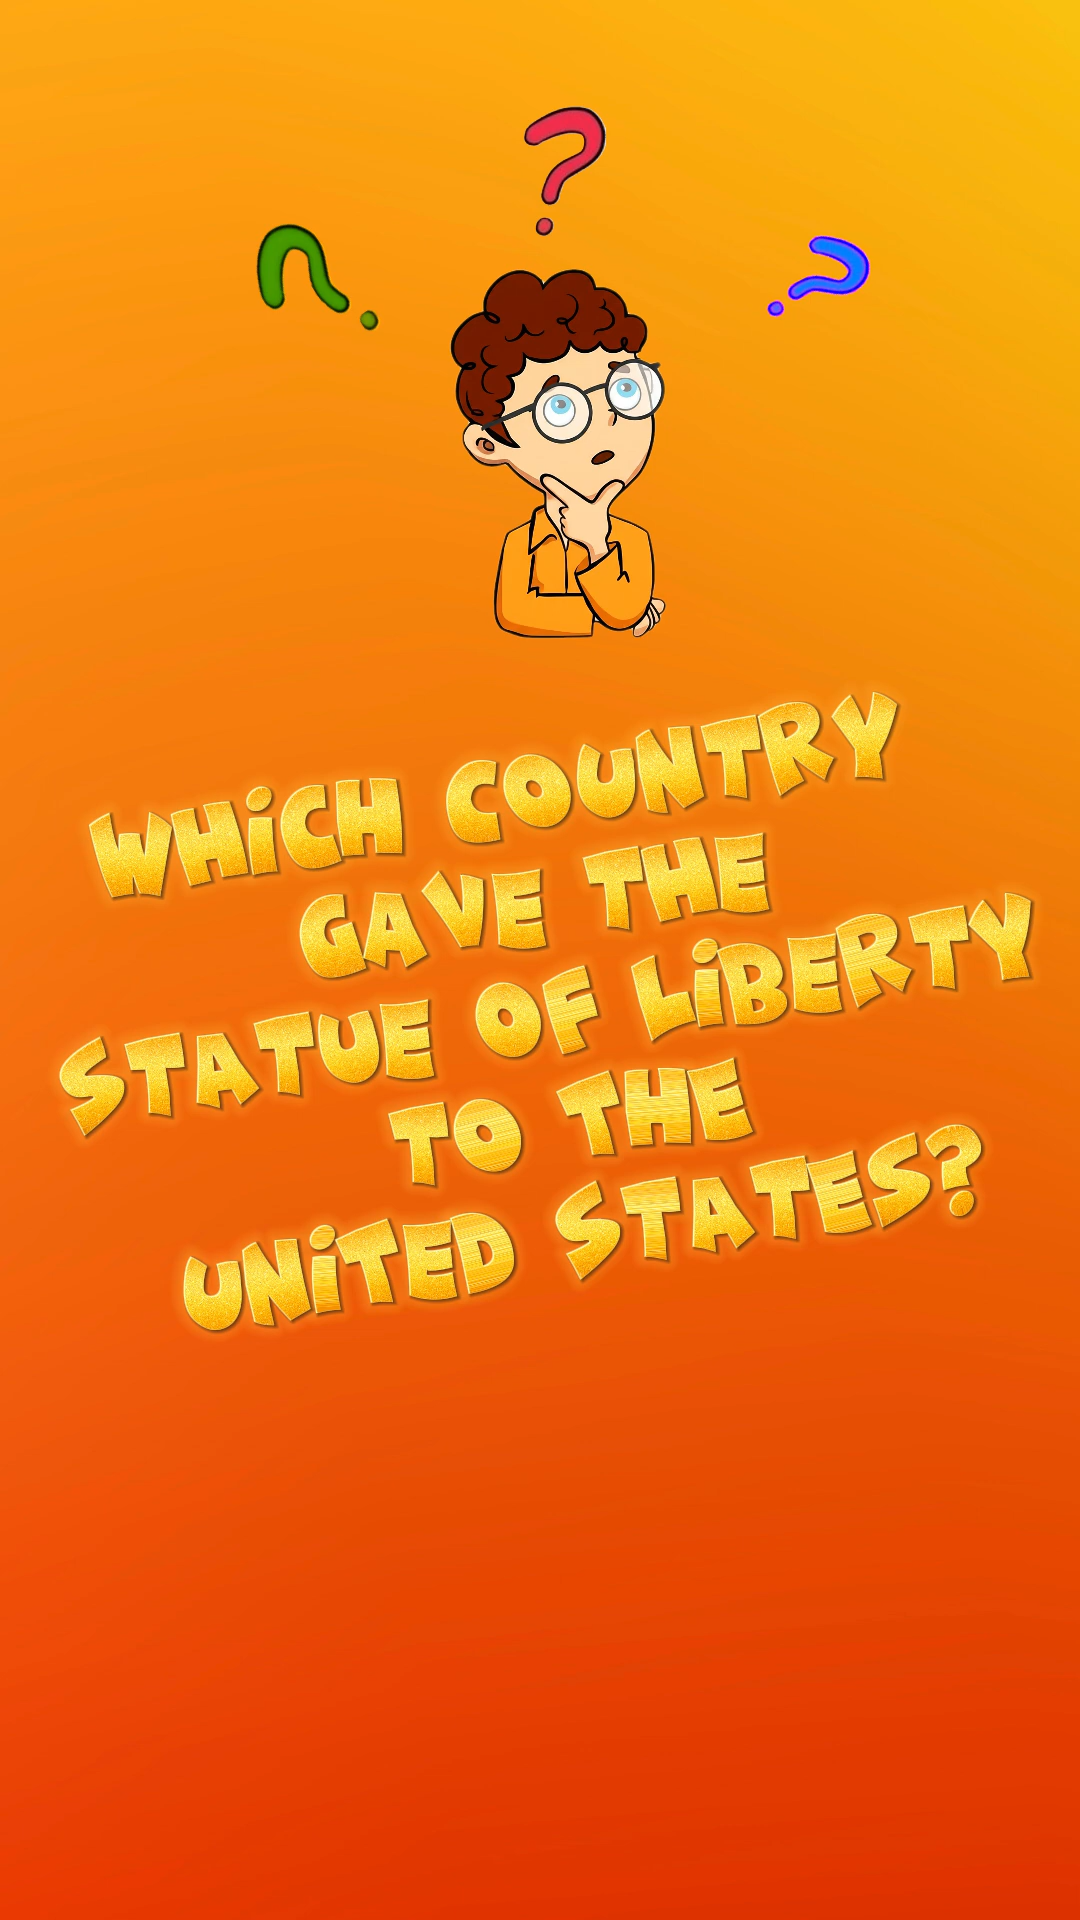 WHICH COUNTRY
GAVE THE
STATUE OF LIBERTY
TO THE
UNITED STATES?